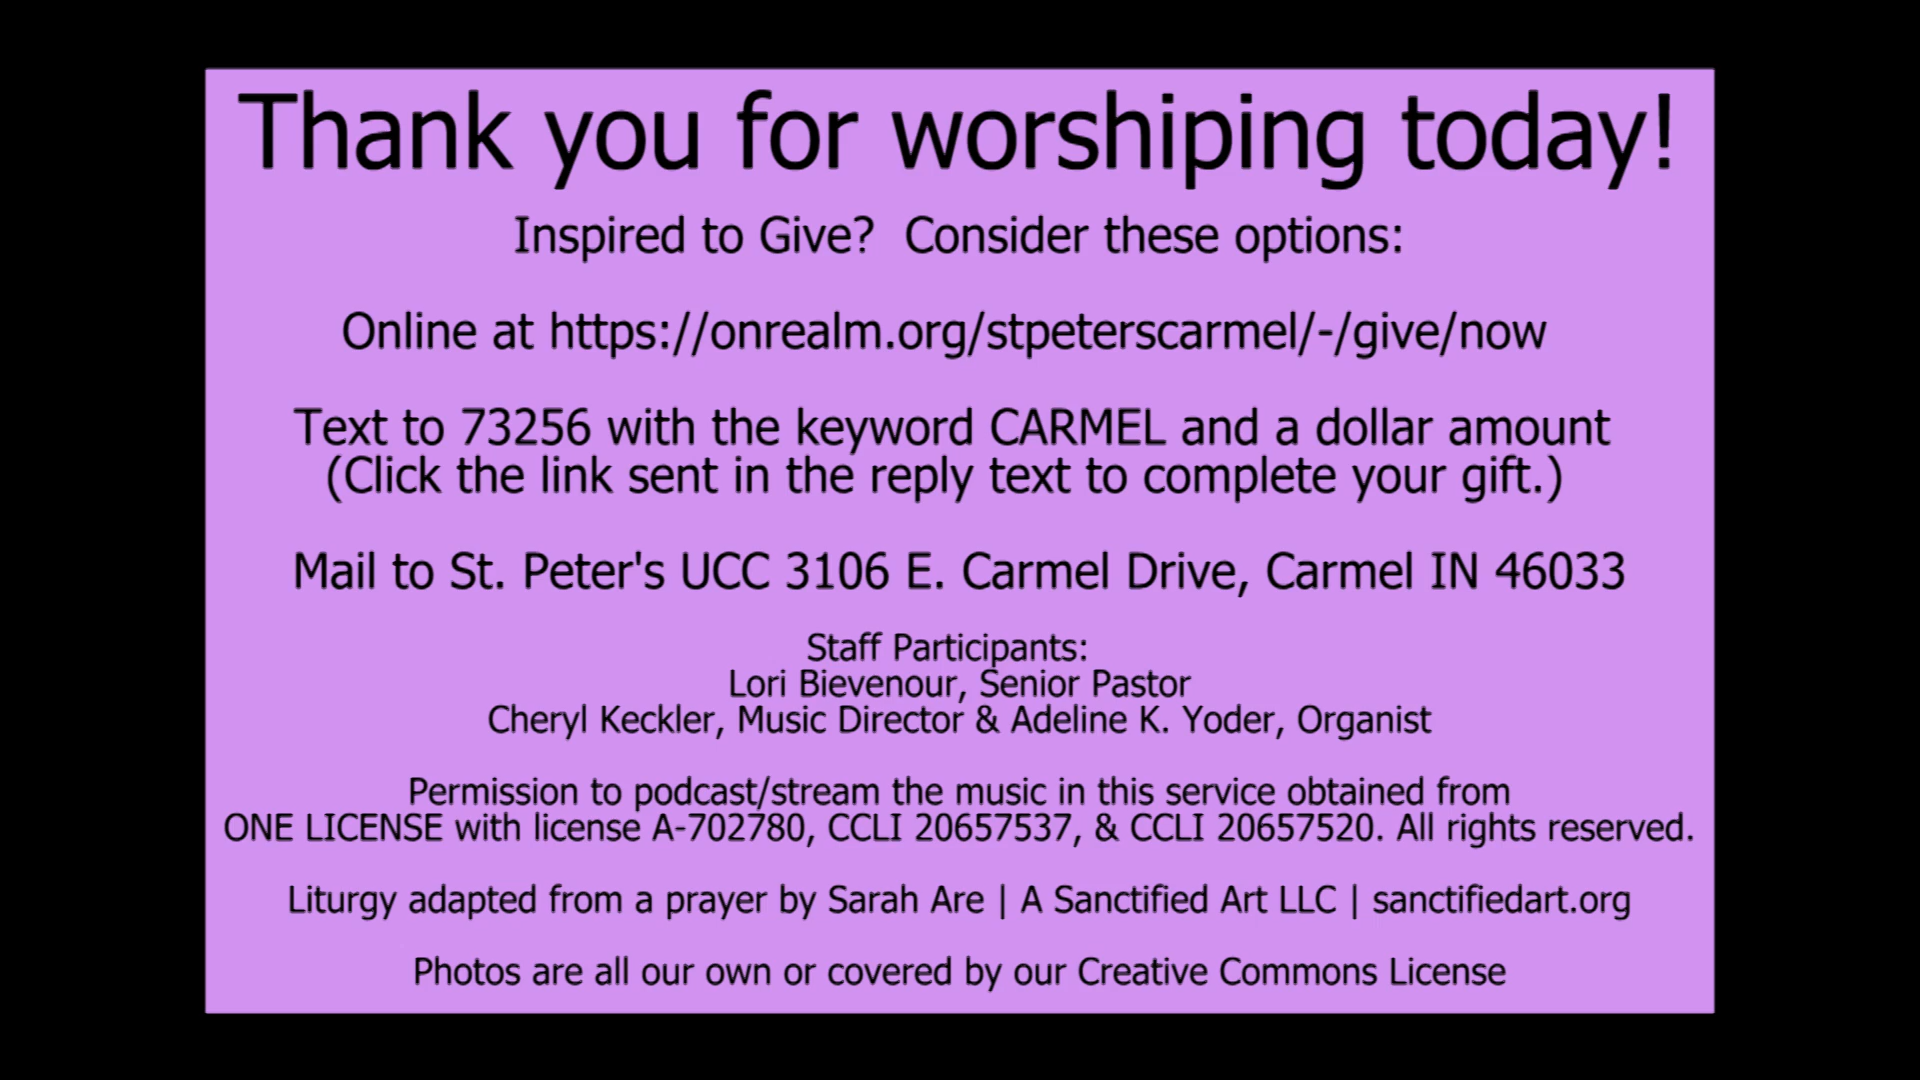 Thank you for worshiping today!
Inspired to Give?  Consider these options:
Online at https://onrealm.org/stpeterscarmel/-/give/now
Text to 73256 with the keyword CARMEL and a dollar amount
(Click the link sent in the reply text to complete your gift.)
Mail to St. Peter's UCC 3106 E. Carmel Drive, Carmel IN 46033
Staff Participants:
Lori Bievenour, Senior Pastor
Cheryl Keckler, Music Director & Adeline K. Yoder, Organist
Permission to podcast/stream the music in this service obtained from
ONE LICENSE with license A-702780, CCLI 20657537, & CCLI 20657520. All rights reserved.
Liturgy adapted from a prayer by Sarah Are | A Sanctified Art LLC | sanctifiedart.org
Photos are all our own or covered by our Creative Commons License